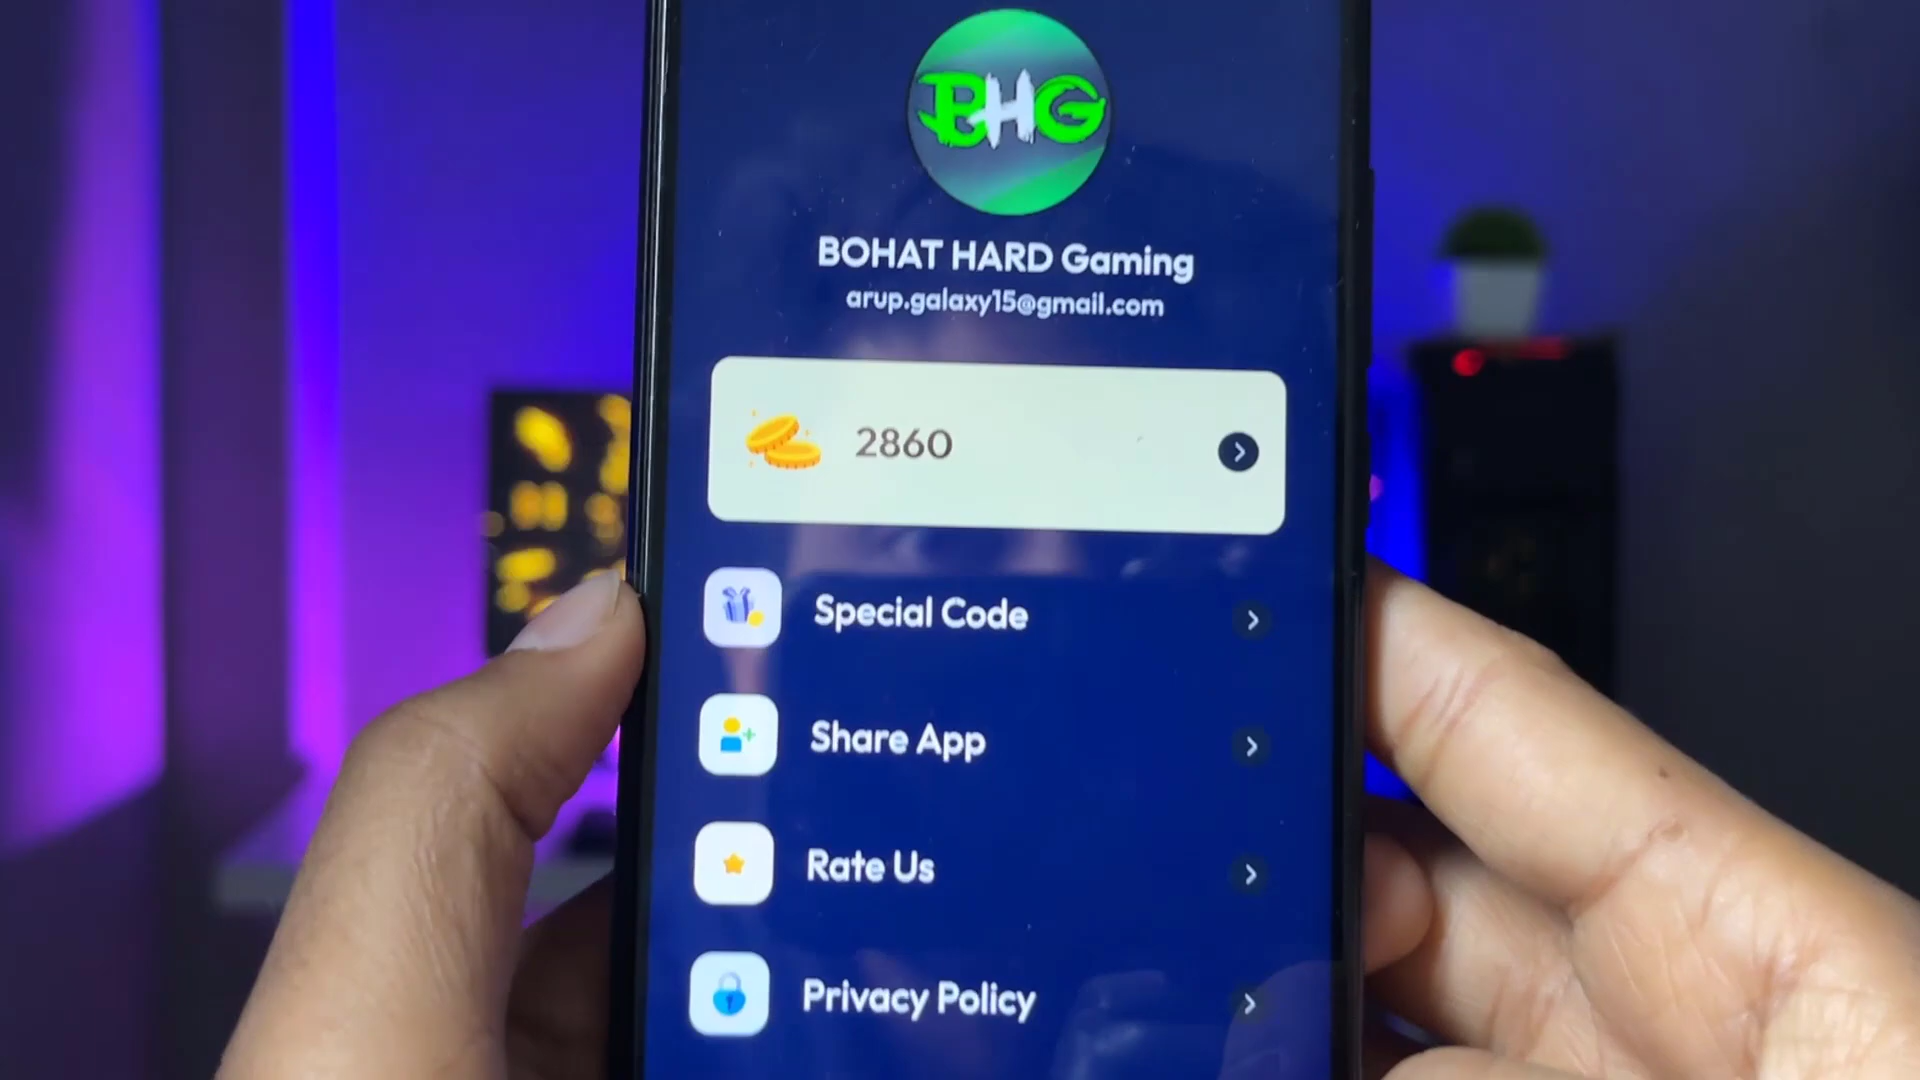 BHG
BOHAT HARD Gaming
arup.galaxy15@gmail.com
2860
Special Code
Share App
Rate Us
Privacy Policy